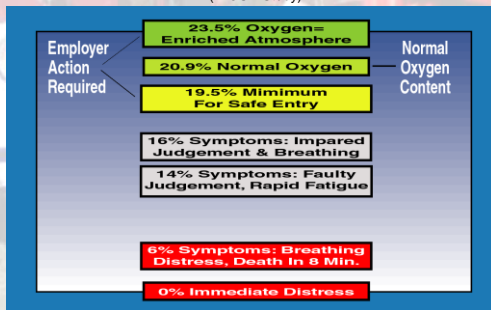 23.5% Oxygen=
Enriched Atmosphere
Employer
Action
Required
20.9% Normal Oxygen
Normal
Oxygen
Content
19.5% Mimimum
For Safe Entry
16% Symptoms: Impared
Judgement & Breathing
14% Symptoms: Faulty
Judgement, Rapid Fatigue
6% Symptoms: Breathing
Distress, Death In 8 Min.
0% Immediate Distress